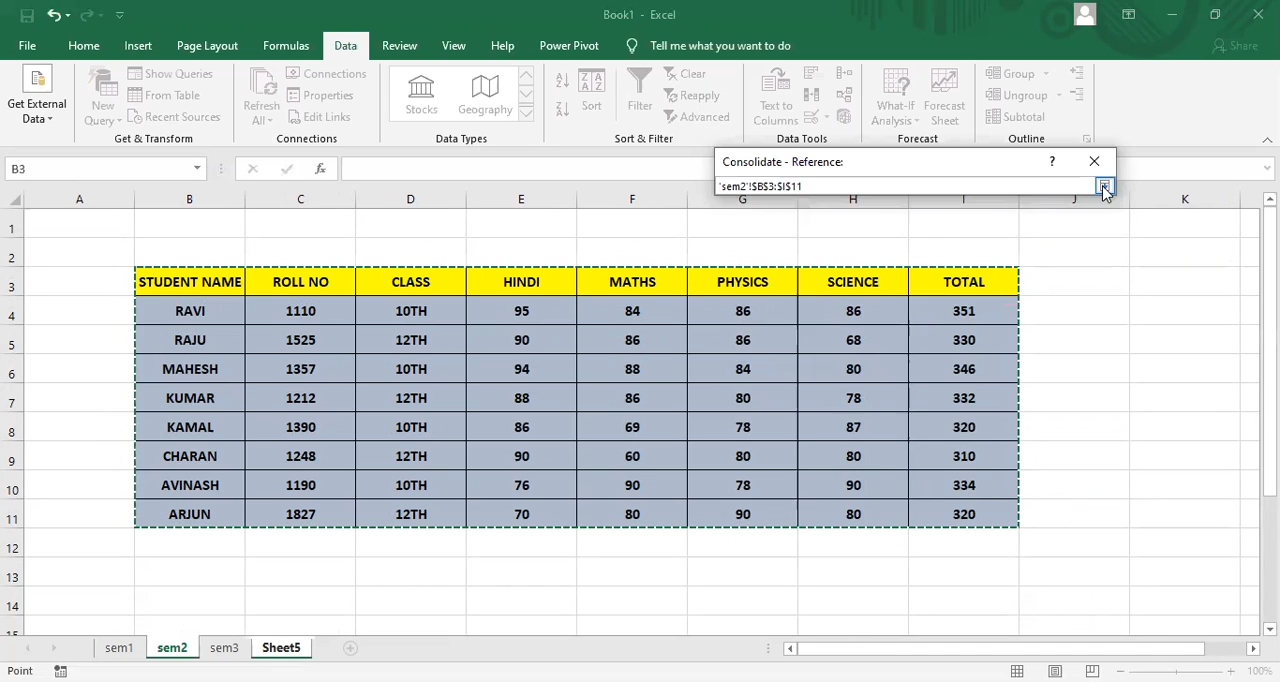 Book1 - Excel
File Home Insert Page Layout Formulas Data Review View Help Power Pivot Tell me what you want to do Share
Show Queries Connections Clear Group
Get External Data New Query From Table Refresh All Properties Stocks Geography Sort Filter Reapply Text to Columns What-If Analysis Forecast Sheet Ungroup
Recent Sources Edit Links Advanced Subtotal
Get & Transform Connections Data Types Sort & Filter Data Tools Forecast Outline
Consolidate - Reference: ?
B3 fx
'sem2'!$B$3:$I$11
A B C D E F G H I J K
1
2
3 STUDENT NAME ROLL NO CLASS HINDI MATHS PHYSICS SCIENCE TOTAL
4 RAVI 1110 10TH 95 84 86 86 351
5 RAJU 1525 12TH 90 86 86 68 330
6 MAHESH 1357 10TH 94 88 84 80 346
7 KUMAR 1212 12TH 88 86 80 78 332
8 KAMAL 1390 10TH 86 69 78 87 320
9 CHARAN 1248 12TH 90 60 80 80 310
10 AVINASH 1190 10TH 76 90 78 90 334
11 ARJUN 1827 12TH 70 80 90 80 320
12
13
14
15
sem1 sem2 sem3 Sheet5
Point 100%